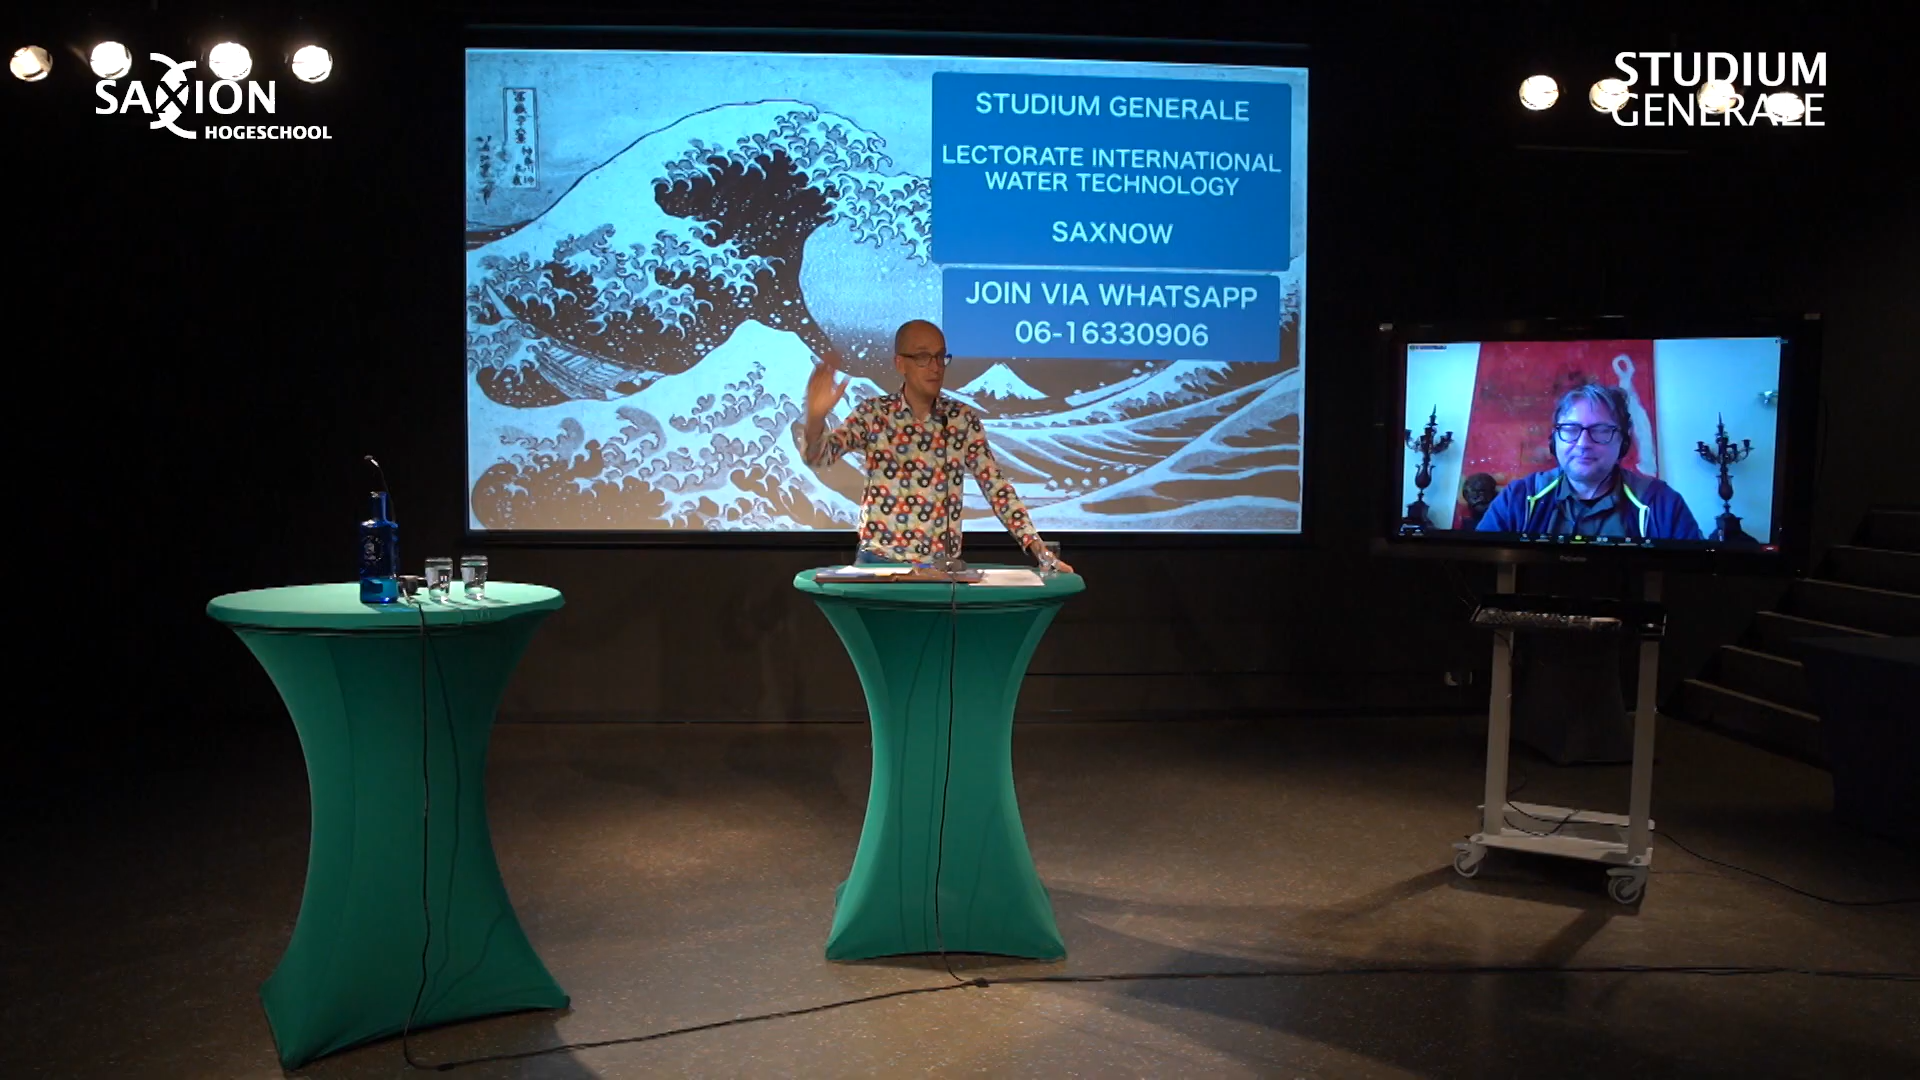 SAXION
HOGESCHOOL
STUDIUM
GENERALE
STUDIUM GENERALE
LECTORATE INTERNATIONAL
WATER TECHNOLOGY
SAXNOW
JOIN VIA WHATSAPP
06-16330906